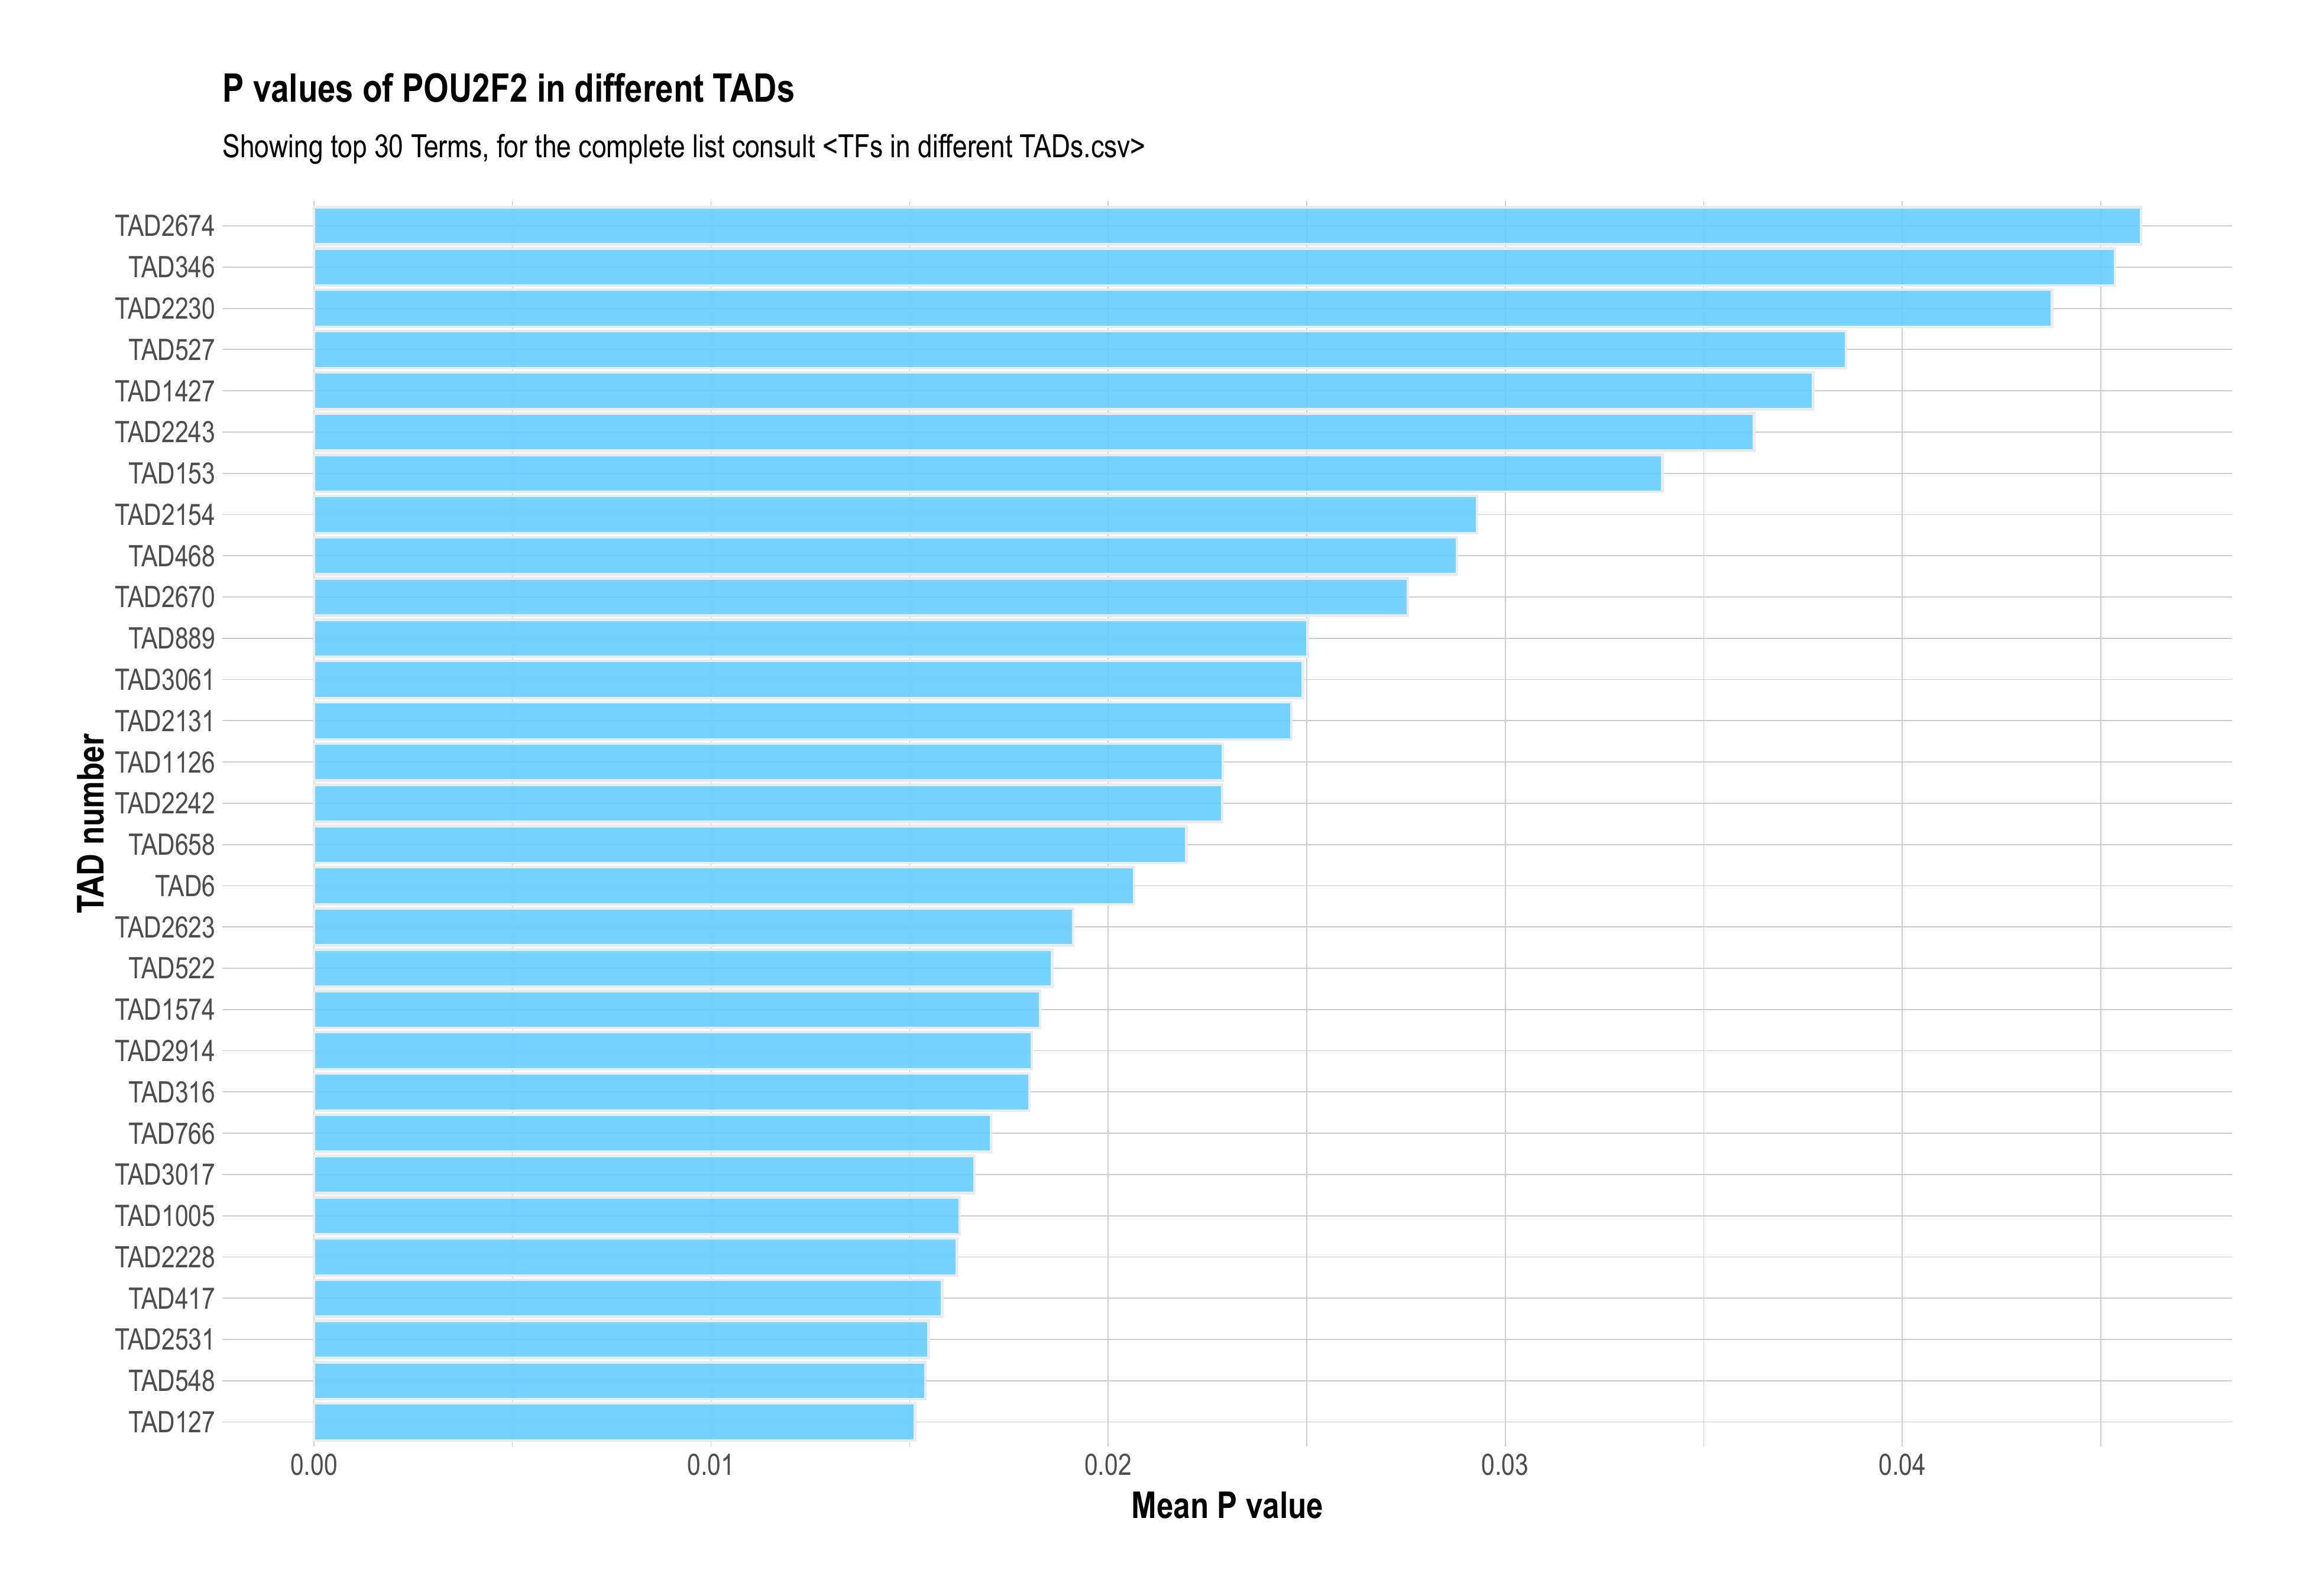 P values of POU2F2 in different TADs
Showing top 30 Terms, for the complete list consult <TFs in different TADs.csv>
TAD number
TAD2674
TAD346
TAD2230
TAD527
TAD1427
TAD2243
TAD153
TAD2154
TAD468
TAD2670
TAD889
TAD3061
TAD2131
TAD1126
TAD2242
TAD658
TAD6
TAD2623
TAD522
TAD1574
TAD2914
TAD316
TAD766
TAD3017
TAD1005
TAD2228
TAD417
TAD2531
TAD548
TAD127
0.00 0.01 0.02 0.03 0.04
Mean P value